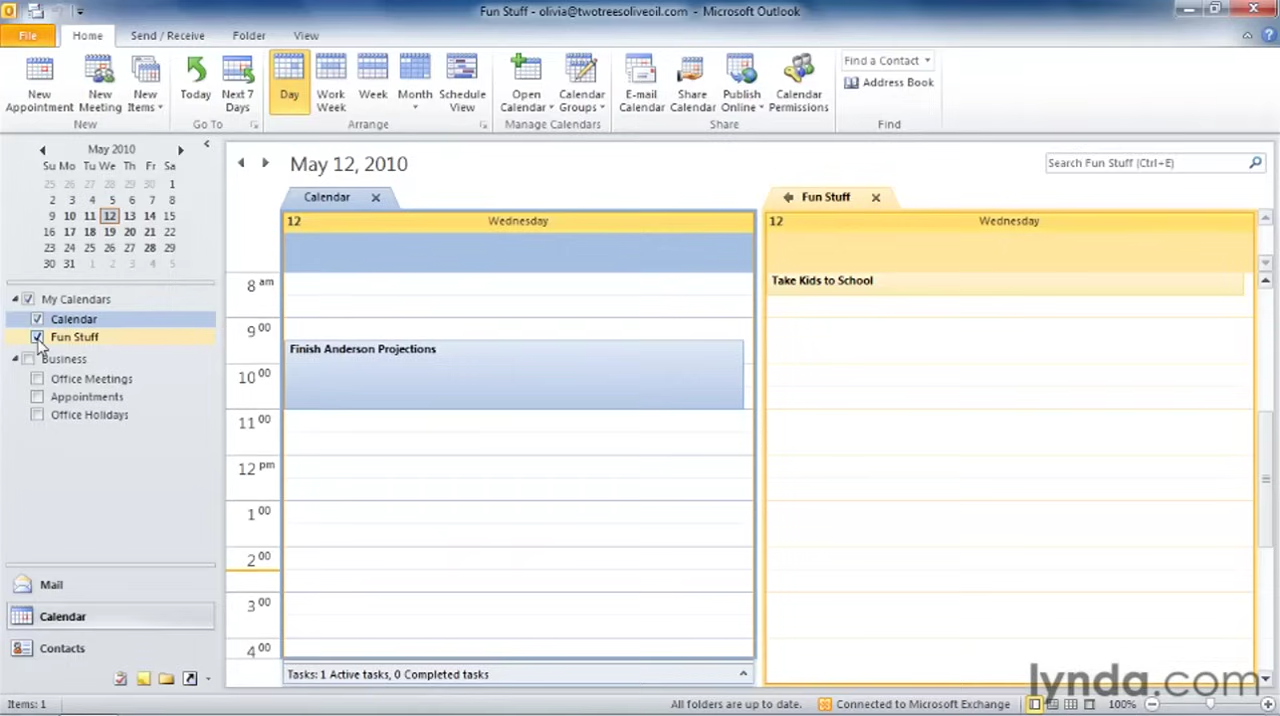 Fun Stuff - olivia@twotreesoliveoil.com - Microsoft Outlook
File Home Send / Receive Folder View
New Appointment
New Meeting
New Items
New
Today
Next 7 Days
Go To
Day
Work Week
Week
Month
Schedule View
Arrange
Open Calendar
Calendar Groups
Manage Calendars
E-mail Calendar
Share Calendar
Publish Online
Calendar Permissions
Share
Find a Contact
Address Book
Find
May 2010
Su Mo Tu We Th Fr Sa
25 26 27 28 29 30 1
2 3 4 5 6 7 8
9 10 11 12 13 14 15
16 17 18 19 20 21 22
23 24 25 26 27 28 29
30 31 1 2 3 4 5
My Calendars
Calendar
Fun Stuff
Business
Office Meetings
Appointments
Office Holidays
Mail
Calendar
Contacts
May 12, 2010
Search Fun Stuff (Ctrl+E)
Calendar
Fun Stuff
12 Wednesday
12 Wednesday
8 am
9 00
10 00
11 00
12 pm
1 00
2 00
3 00
4 00
Finish Anderson Projections
Take Kids to School
Tasks: 1 Active tasks, 0 Completed tasks
lynda.com
Items: 1
All folders are up to date.
Connected to Microsoft Exchange
100%